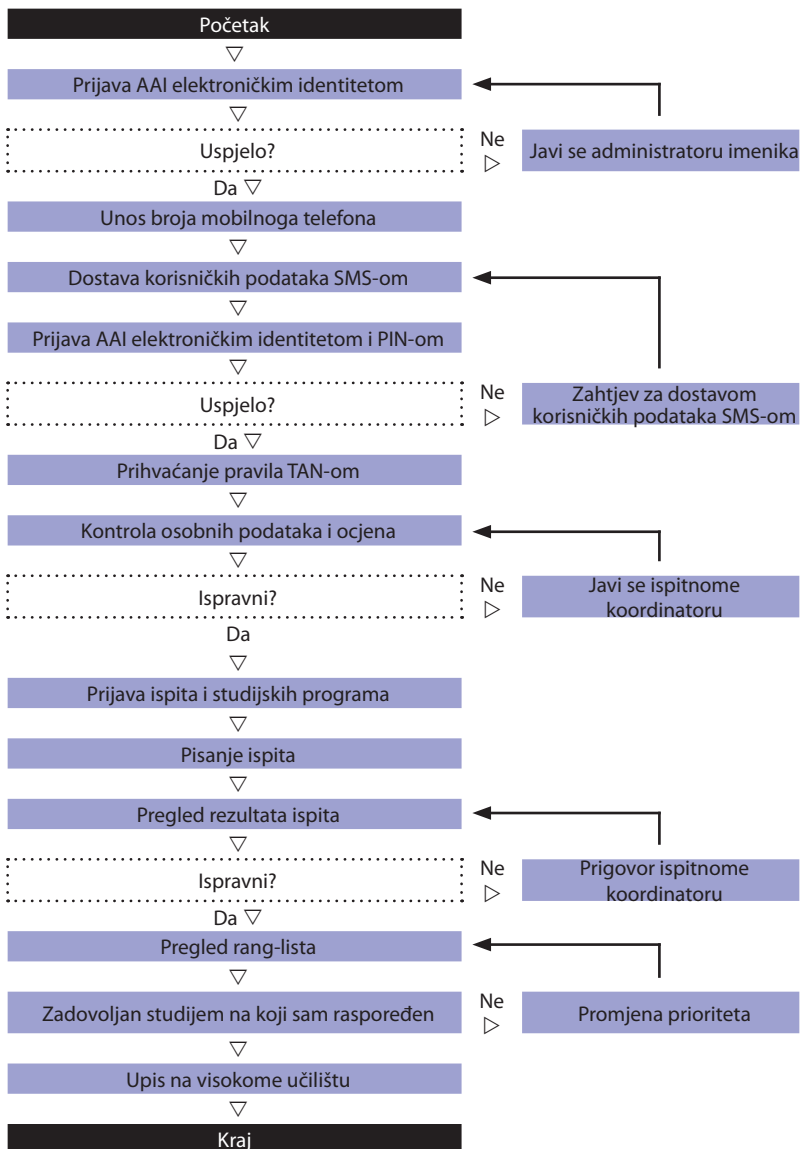 Početak
Prijava AAI elektroničkim identitetom
Uspjelo?
Ne
Javi se administratoru imenika
Da
Unos broja mobilnoga telefona
Dostava korisničkih podataka SMS-om
Prijava AAI elektroničkim identitetom i PIN-om
Uspjelo?
Ne
Zahtjev za dostavom
korisničkih podataka SMS-om
Da
Prihvaćanje pravila TAN-om
Kontrola osobnih podataka i ocjena
Ispravni?
Ne
Javi se ispitnome
koordinatoru
Da
Prijava ispita i studijskih programa
Pisanje ispita
Pregled rezultata ispita
Ispravni?
Ne
Prigovor ispitnome
koordinatoru
Da
Pregled rang-lista
Zadovoljan studijem na koji sam raspoređen
Ne
Promjena prioriteta
Upis na visokome učilištu
Kraj